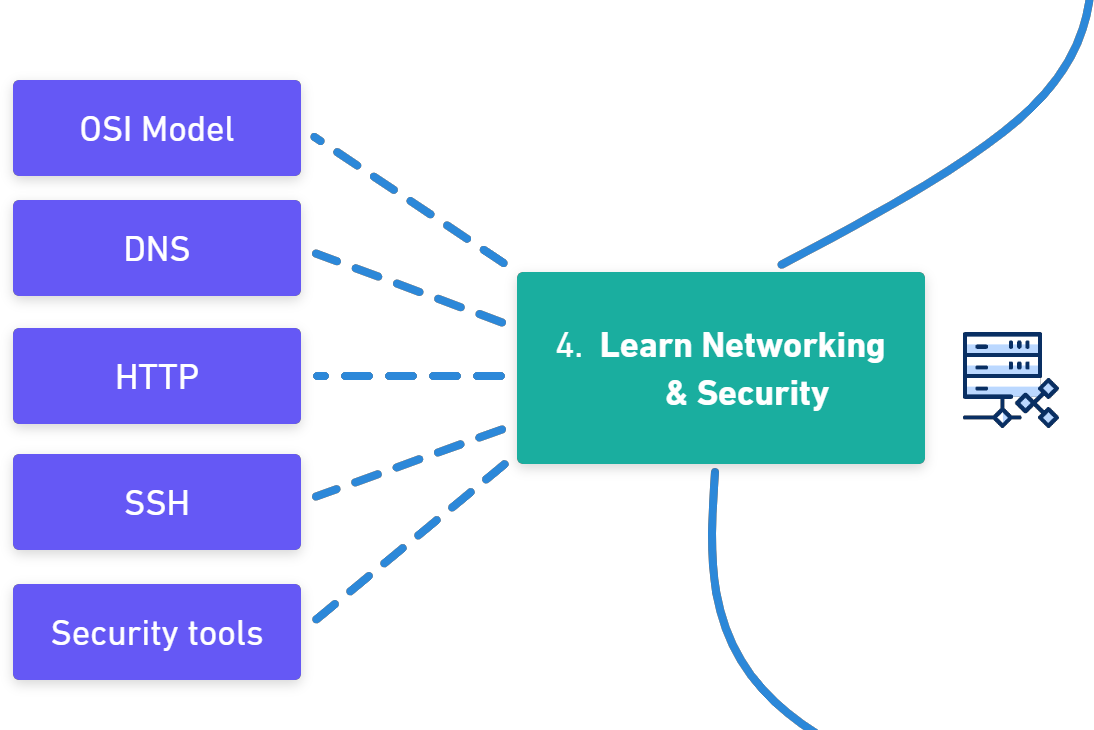 OSI Model
DNS
HTTP
SSH
Security tools
4. Learn Networking
& Security